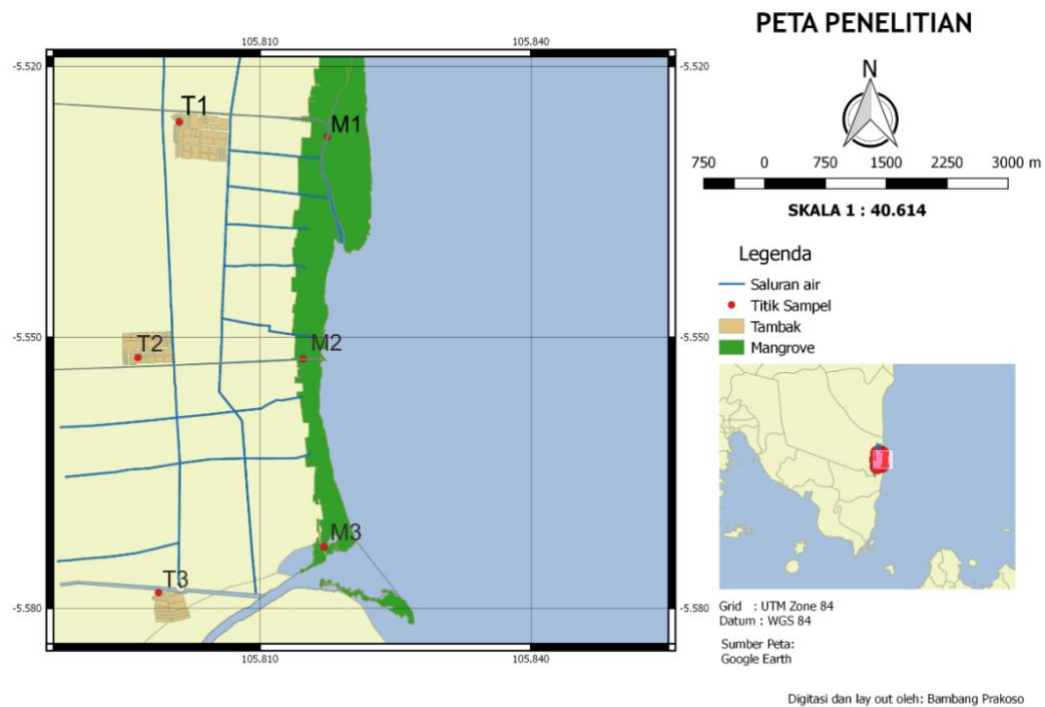 PETA PENELITIAN
N
750 0 750 1500 2250 3000 m
SKALA 1 : 40.614
Legenda
Saluran air
Titik Sampel
Tambak
Mangrove
Grid : UTM Zone 84
Datum : WGS 84
Sumber Peta:
Google Earth
Digitasi dan lay out oleh: Bambang Prakoso
105.810 105.840
-5.520 -5.520
T1
M1
-5.550 -5.550
T2
M2
M3
T3
-5.580 -5.580
105.810 105.840